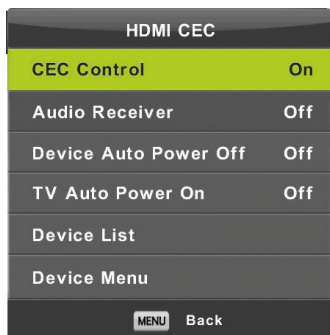 HDMI CEC
CEC Control On
Audio Receiver Off
Device Auto Power Off Off
TV Auto Power On Off
Device List
Device Menu
MENU Back